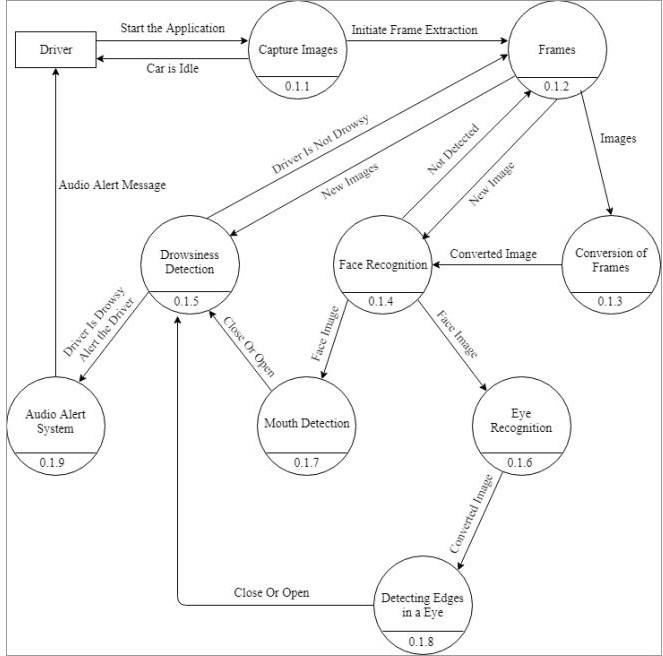 Start the Application
Driver
Capture Images
Initiate Frame Extraction
Frames
Car is Idle
0.1.1
0.1.2
Driver Is Not Drowsy
Not Detected
Images
New Images
New Image
Audio Alert Message
Drowsiness
Detection
0.1.5
Face Recognition
0.1.4
Converted Image
Conversion of
Frames
0.1.3
Driver Is Drowsy
Alert the Driver
Close Or Open
Face Image
Face Image
Audio Alert
System
0.1.9
Mouth Detection
0.1.7
Eye
Recognition
0.1.6
Converted Image
Close Or Open
Detecting Edges
in a Eye
0.1.8